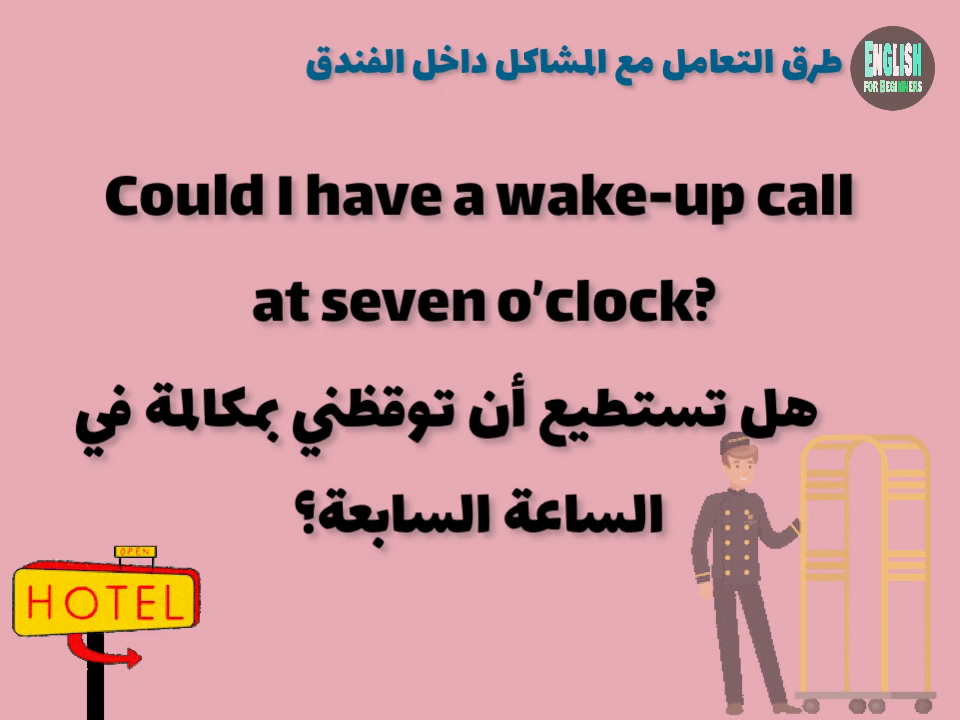 طرق التعامل مع المشاكل داخل الفندق
ENGLISH
FOR BEGINNERS
Could I have a wake-up call
at seven o'clock?
هل تستطيع أن توقظني بمكالمة في
الساعة السابعة؟
OPEN
HOTEL